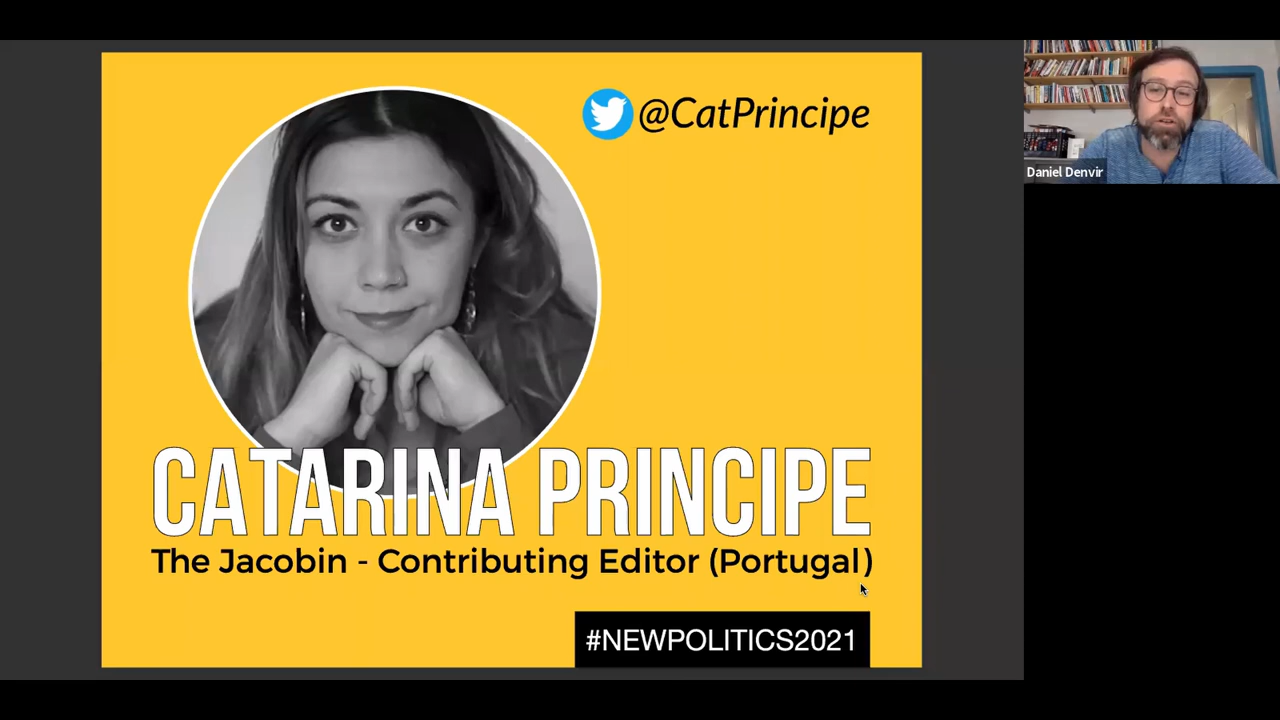 @CatPrincipe
Daniel Denvir
CATARINA PRINCIPE
The Jacobin - Contributing Editor (Portugal)
#NEWPOLITICS2021